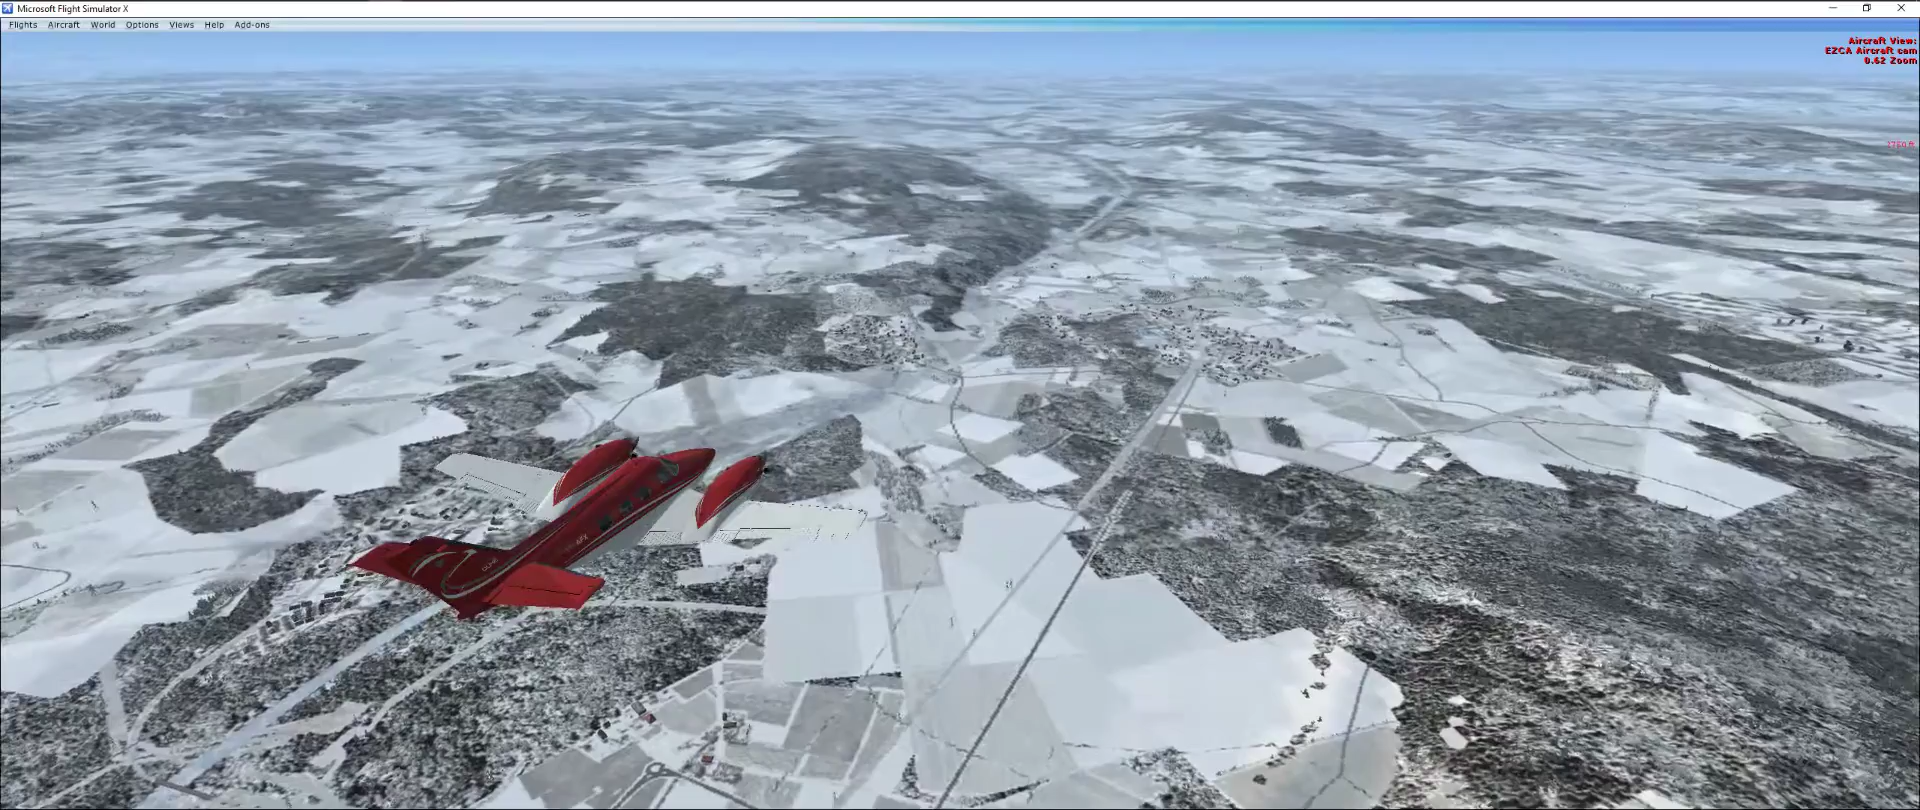 Microsoft Flight Simulator X
Flights Aircraft World Options Views Help Add-ons
Aircraft View:
EZCA Aircraft cam
0.62 Zoom